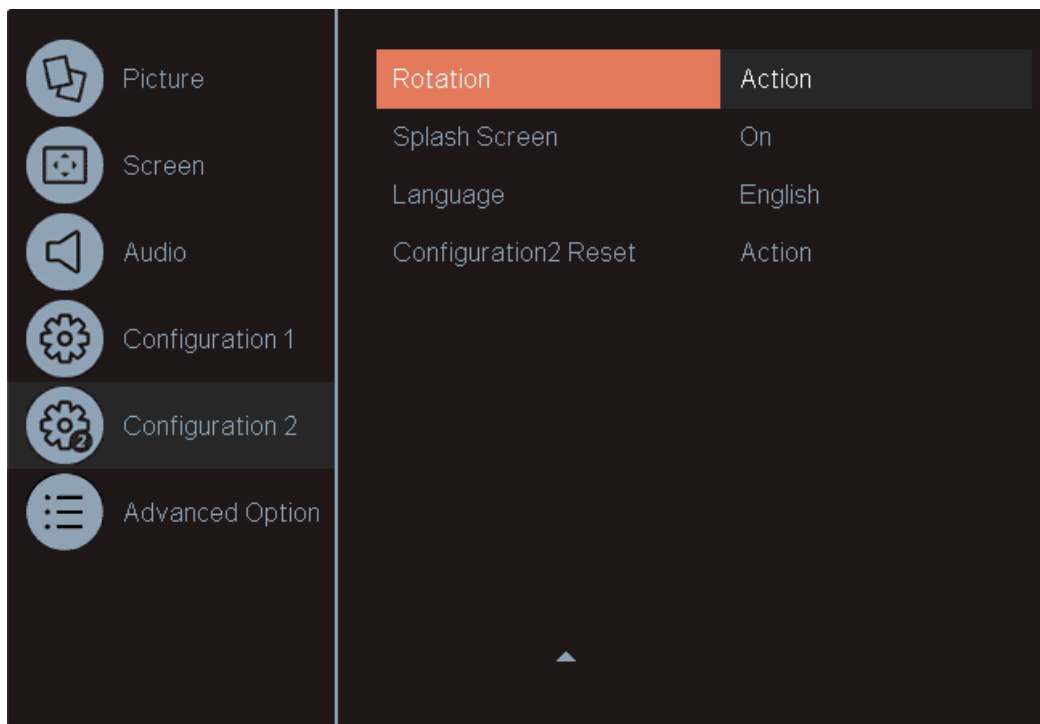 Picture
Screen
Audio
Configuration 1
2
Configuration 2
Advanced Option
Rotation Action
Splash Screen On
Language English
Configuration2 Reset Action